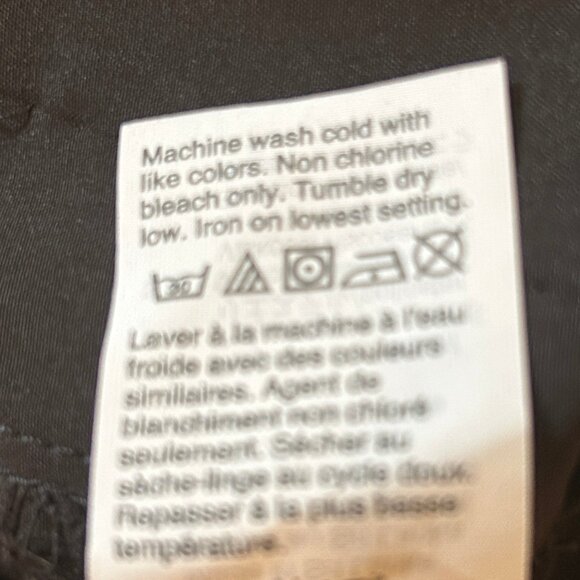 Machine wash cold with
like colors. Non chlorine
bleach only. Tumble dry
low. Iron on lowest setting.
30
Laver à la machine à l'eau
froide avec des couleurs
similaires. Agent de
blanchiment non chloré
seulement. Sécher au
sèche-linge au cycle doux.
Repasser à la plus basse
température.